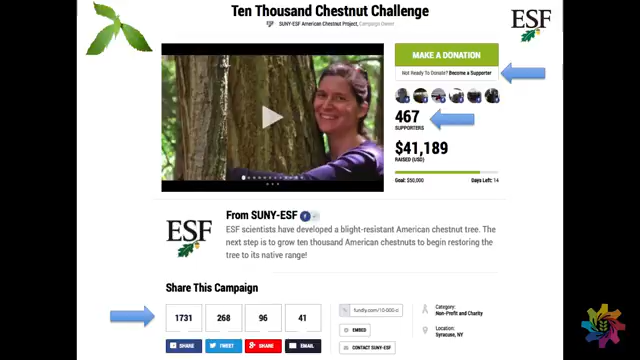 Ten Thousand Chestnut Challenge
SUNY-ESF American Chestnut Project, Campaign Owner
ESF
MAKE A DONATION
Not Ready To Donate? Become a Supporter
467
SUPPORTERS
$41,189
RAISED (USD)
Goal: $50,000 Days Left: 14
ESF
From SUNY-ESF
ESF scientists have developed a blight-resistant American chestnut tree. The
next step is to grow ten thousand American chestnuts to begin restoring the
tree to its native range!
Share This Campaign
1731 268 96 41
SHARE TWEET SHARE EMAIL
fundly.com/10-000-c
EMBED
CONTACT SUNY-ESF
Category:
Non-Profit and Charity
Location:
Syracuse, NY